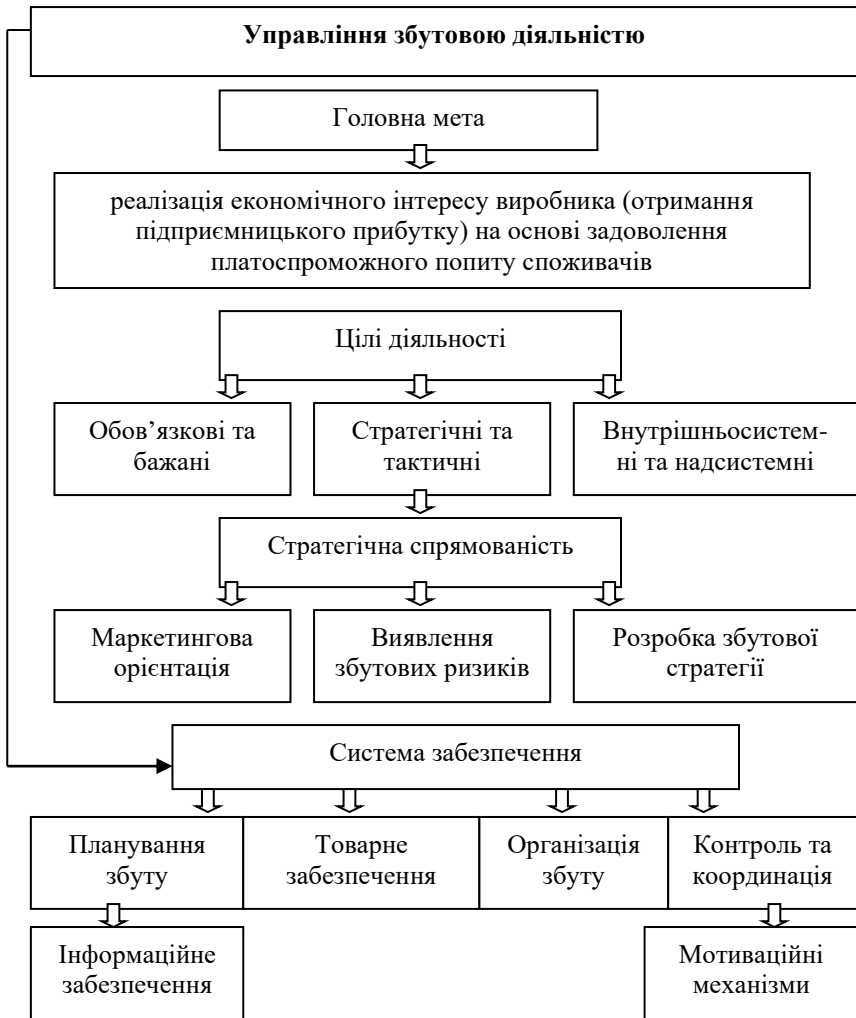 Управління збутовою діяльністю
Головна мета
реалізація економічного інтересу виробника (отримання
підприємницького прибутку) на основі задоволення
платоспроможного попиту споживачів
Цілі діяльності
Обов’язкові та
бажані
Стратегічні та
тактичні
Внутрішньосистем-
ні та надсистемні
Стратегічна спрямованість
Маркетингова
орієнтація
Виявлення
збутових ризиків
Розробка збутової
стратегії
Система забезпечення
Планування
збуту
Товарне
забезпечення
Організація
збуту
Контроль та
координація
Інформаційне
забезпечення
Мотиваційні
механізми